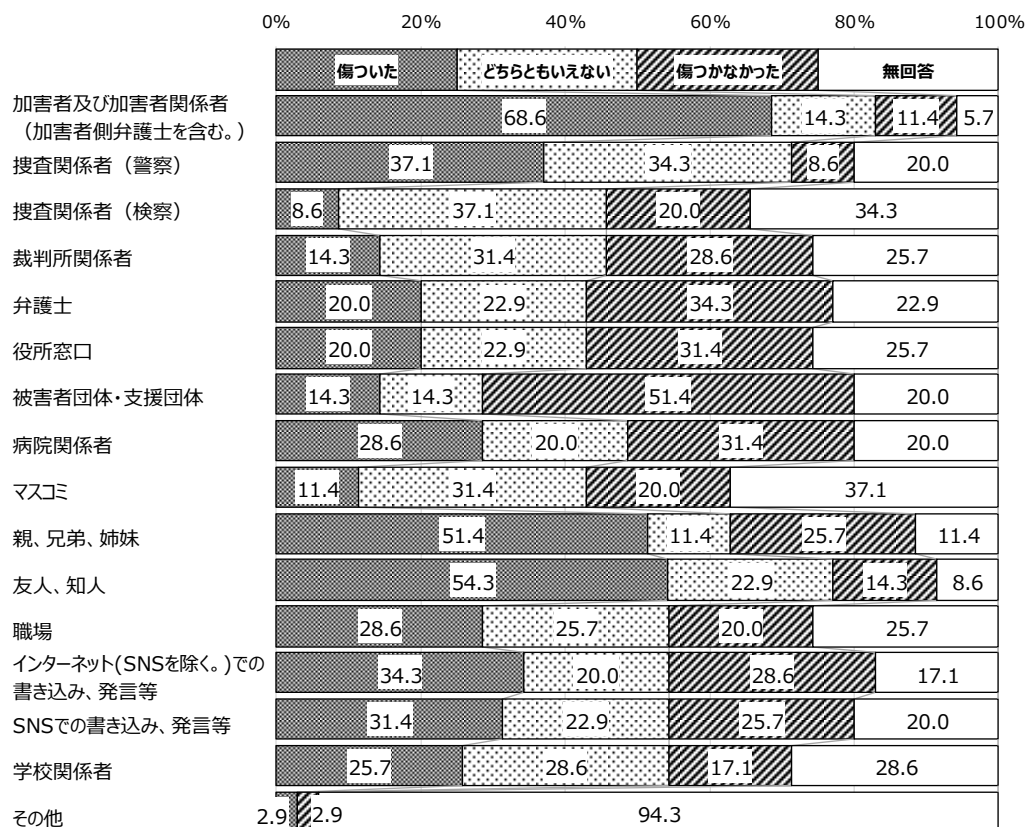 0% 20% 40% 60% 80% 100%
傷ついた どちらともいえない 傷つかなかった 無回答
加害者及び加害者関係者
（加害者側弁護士を含む。） 68.6 14.3 11.4 5.7
捜査関係者（警察） 37.1 34.3 8.6 20.0
捜査関係者（検察） 8.6 37.1 20.0 34.3
裁判所関係者 14.3 31.4 28.6 25.7
弁護士 20.0 22.9 34.3 22.9
役所窓口 20.0 22.9 31.4 25.7
被害者団体・支援団体 14.3 14.3 51.4 20.0
病院関係者 28.6 20.0 31.4 20.0
マスコミ 11.4 31.4 20.0 37.1
親、兄弟、姉妹 51.4 11.4 25.7 11.4
友人、知人 54.3 22.9 14.3 8.6
職場 28.6 25.7 20.0 25.7
インターネット(SNSを除く。)での
書き込み、発言等 34.3 20.0 28.6 17.1
SNSでの書き込み、発言等 31.4 22.9 25.7 20.0
学校関係者 25.7 28.6 17.1 28.6
その他 2.9 2.9 94.3